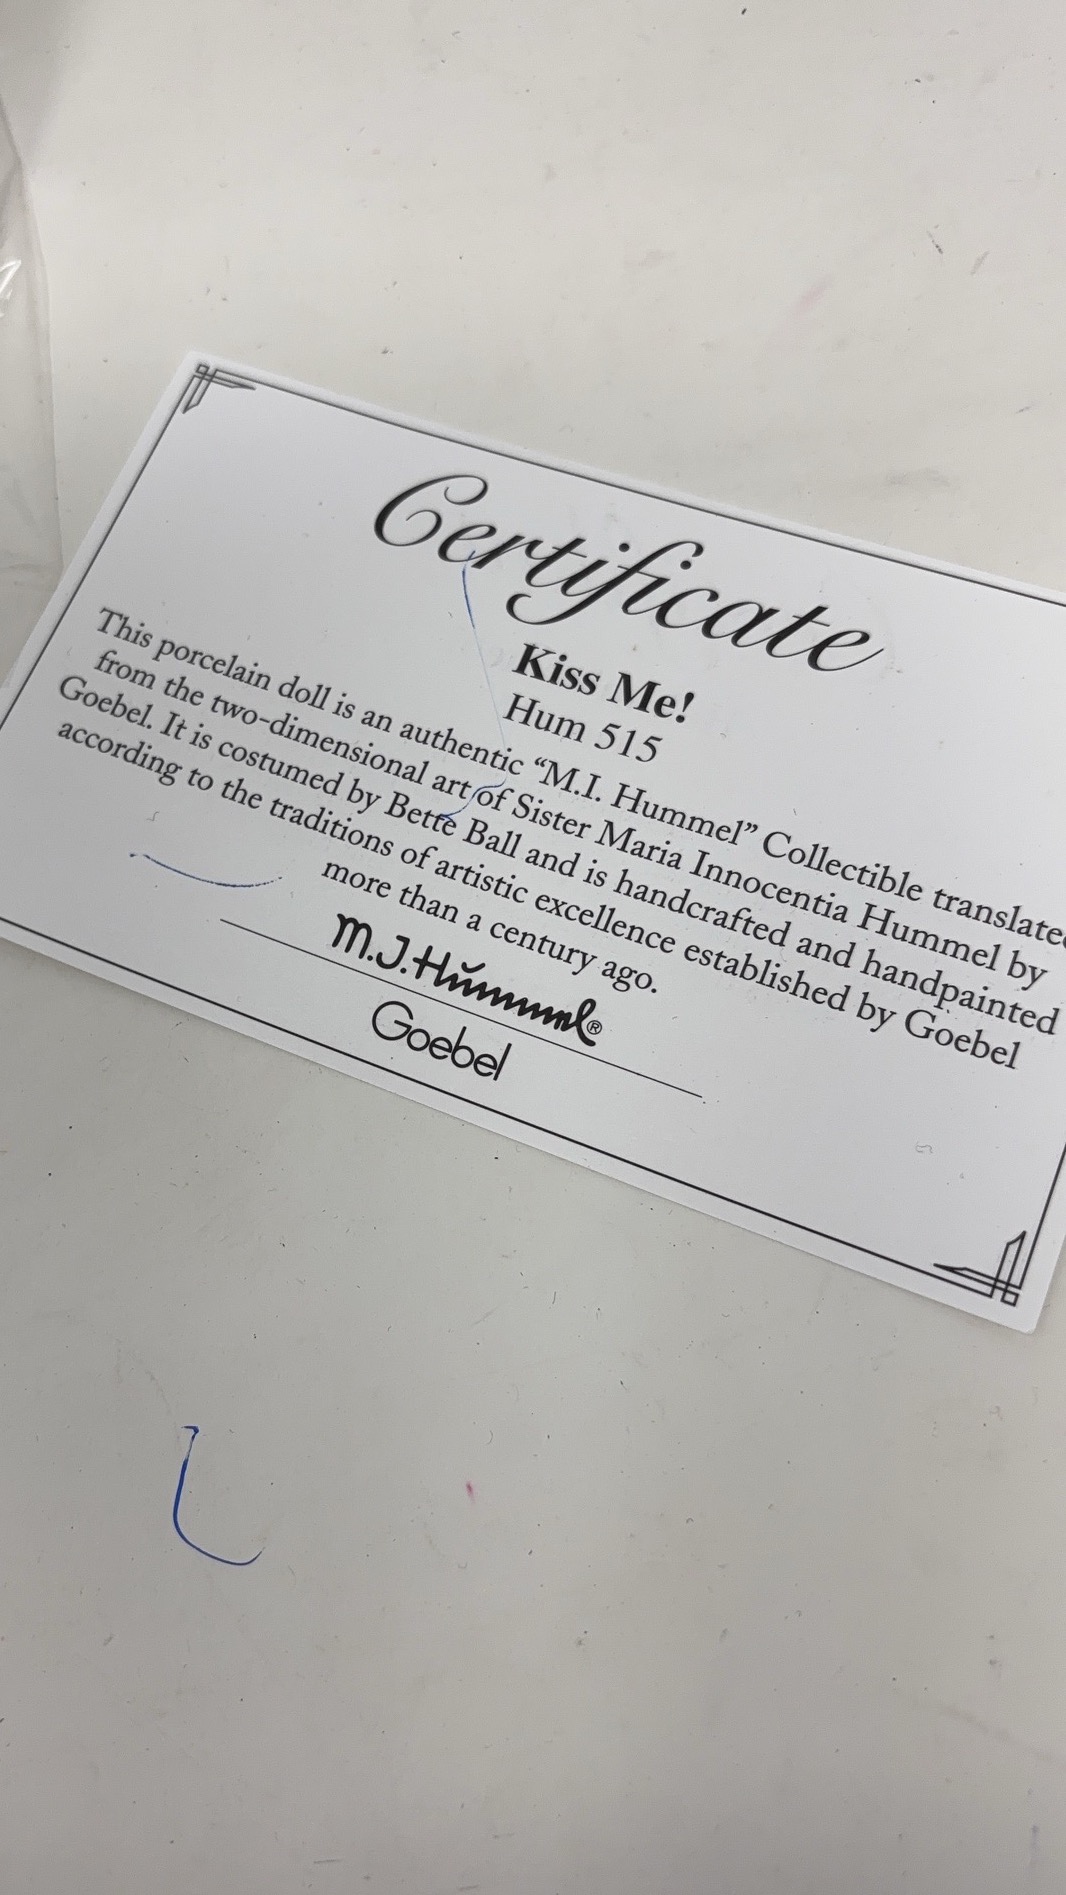 Certificate
Kiss Me!
Hum 515
This porcelain doll is an authentic “M.I. Hummel” Collectible translated
from the two-dimensional art of Sister Maria Innocentia Hummel by
Goebel. It is costumed by Bette Ball and is handcrafted and handpainted
according to the traditions of artistic excellence established by Goebel
more than a century ago.
M.I. Hummel®
Goebel